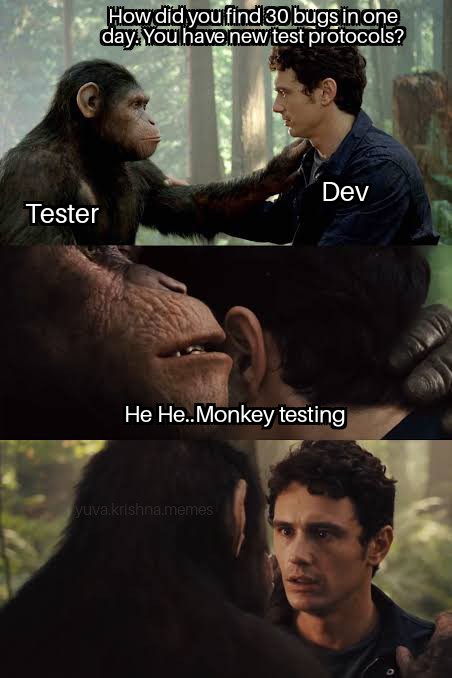 How did you find 30 bugs in one
day. You have new test protocols?
Dev
Tester
He He..Monkey testing
yuva.krishna.memes